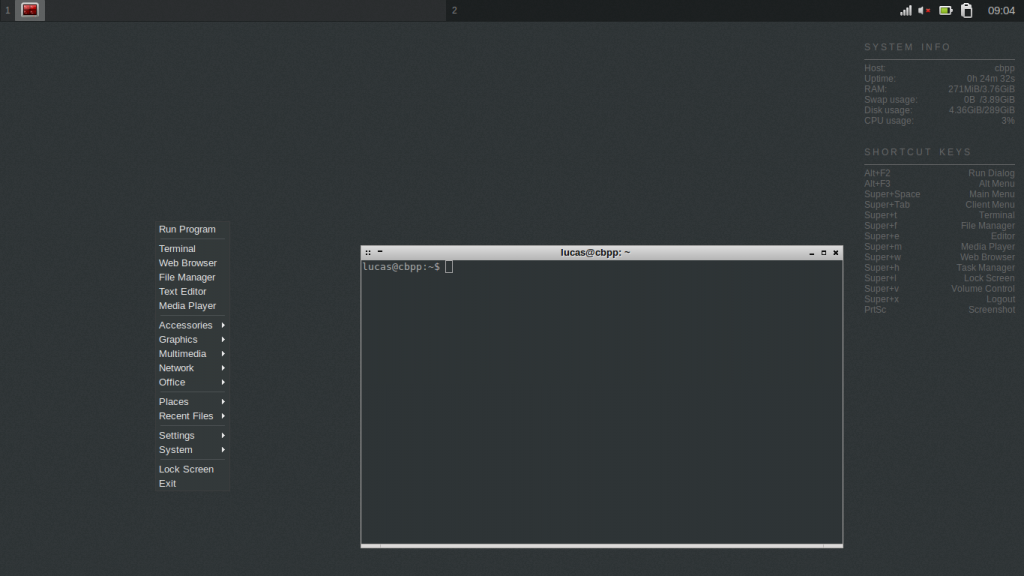 1
2
09:04
SYSTEM INFO
Host: cbpp
Uptime: 0h 24m 32s
RAM: 271MiB/3.76GiB
Swap usage: 0B /3.89GiB
Disk usage: 4.36GiB/289GiB
CPU usage: 3%
SHORTCUT KEYS
Alt+F2 Run Dialog
Alt+F3 Alt Menu
Super+Space Main Menu
Super+Tab Client Menu
Super+t Terminal
Super+f File Manager
Super+e Editor
Super+m Media Player
Super+w Web Browser
Super+h Task Manager
Super+l Lock Screen
Super+v Volume Control
Super+x Logout
PrtSc Screenshot
Run Program
Terminal
Web Browser
File Manager
Text Editor
Media Player
Accessories
Graphics
Multimedia
Network
Office
Places
Recent Files
Settings
System
Lock Screen
Exit
lucas@cbpp: ~
lucas@cbpp:~$